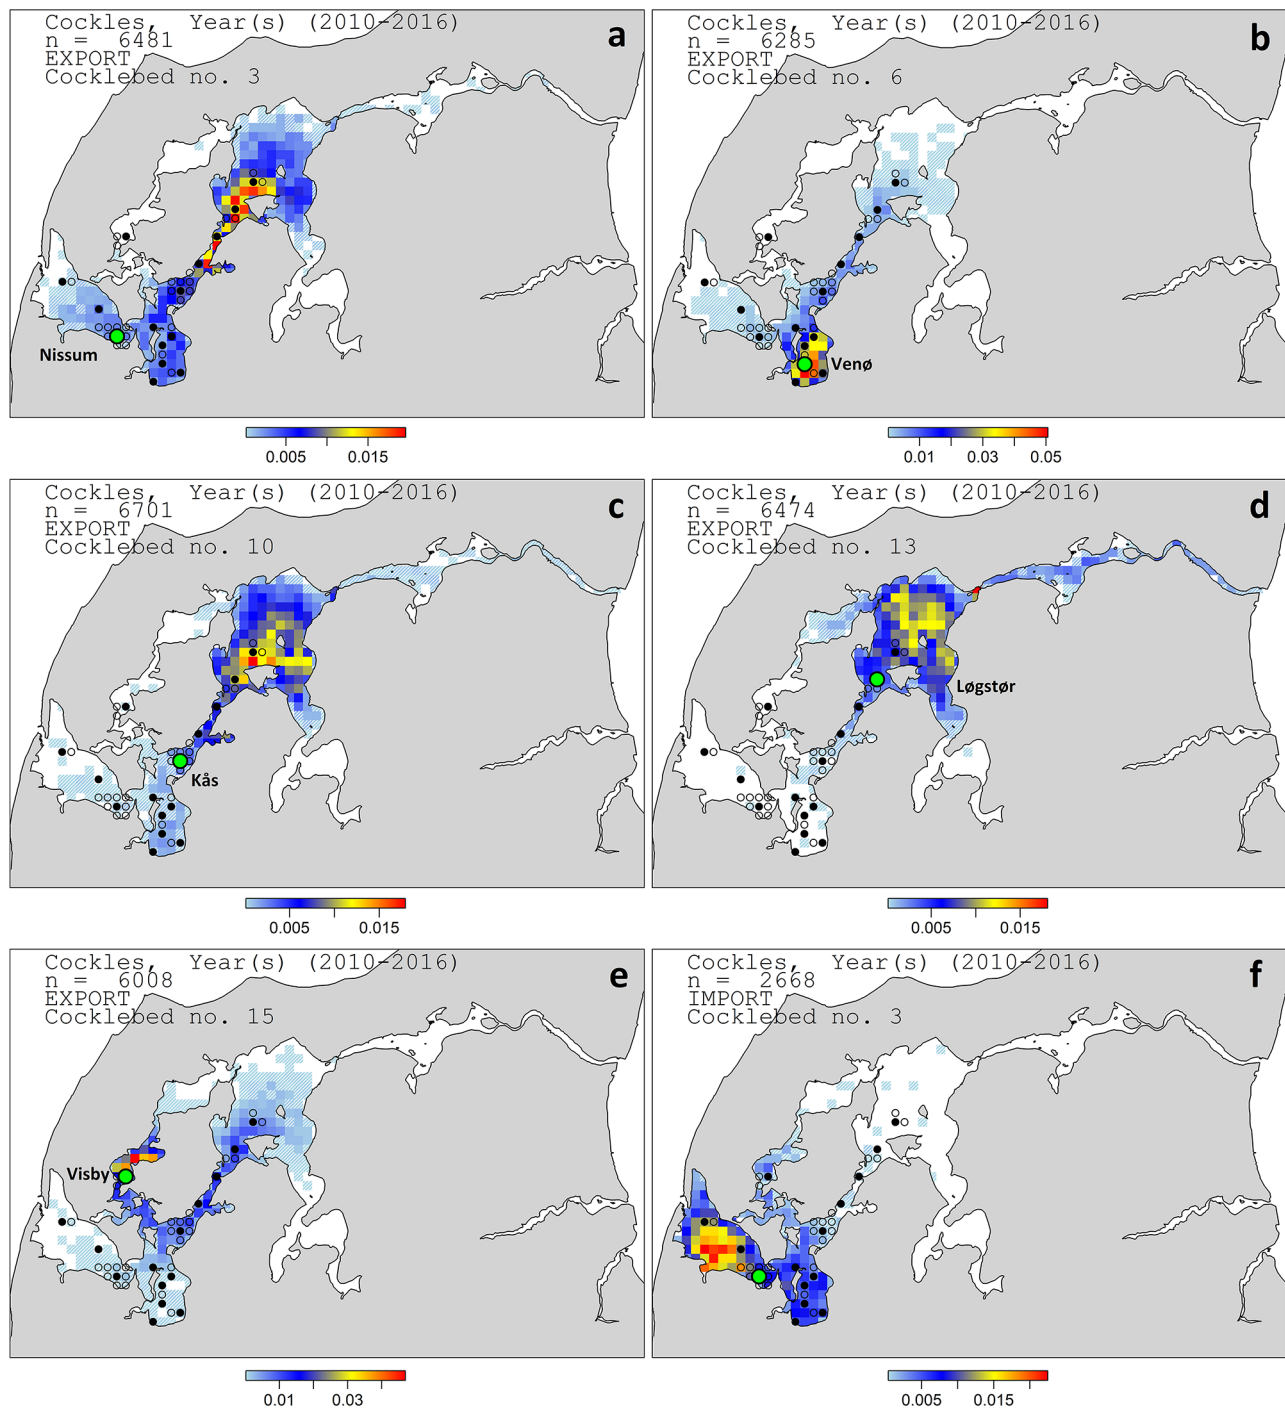 Cockles, Year(s) (2010-2016)
n = 6481
EXPORT
Cocklebed no. 3
a
Nissum
0.005 0.015
Cockles, Year(s) (2010-2016)
n = 6285
EXPORT
Cocklebed no. 6
b
Venø
0.01 0.03 0.05
Cockles, Year(s) (2010-2016)
n = 6701
EXPORT
Cocklebed no. 10
c
Kås
0.005 0.015
Cockles, Year(s) (2010-2016)
n = 6474
EXPORT
Cocklebed no. 13
d
Løgstør
0.005 0.015
Cockles, Year(s) (2010-2016)
n = 6008
EXPORT
Cocklebed no. 15
e
Visby
0.01 0.03
Cockles, Year(s) (2010-2016)
n = 2668
IMPORT
Cocklebed no. 3
f
0.005 0.015